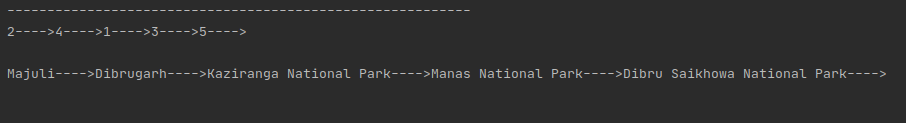 ----------------------------------------------------------
2---->4---->1---->3---->5---->
Majuli---->Dibrugarh---->Kaziranga National Park---->Manas National Park---->Dibru Saikhowa National Park---->